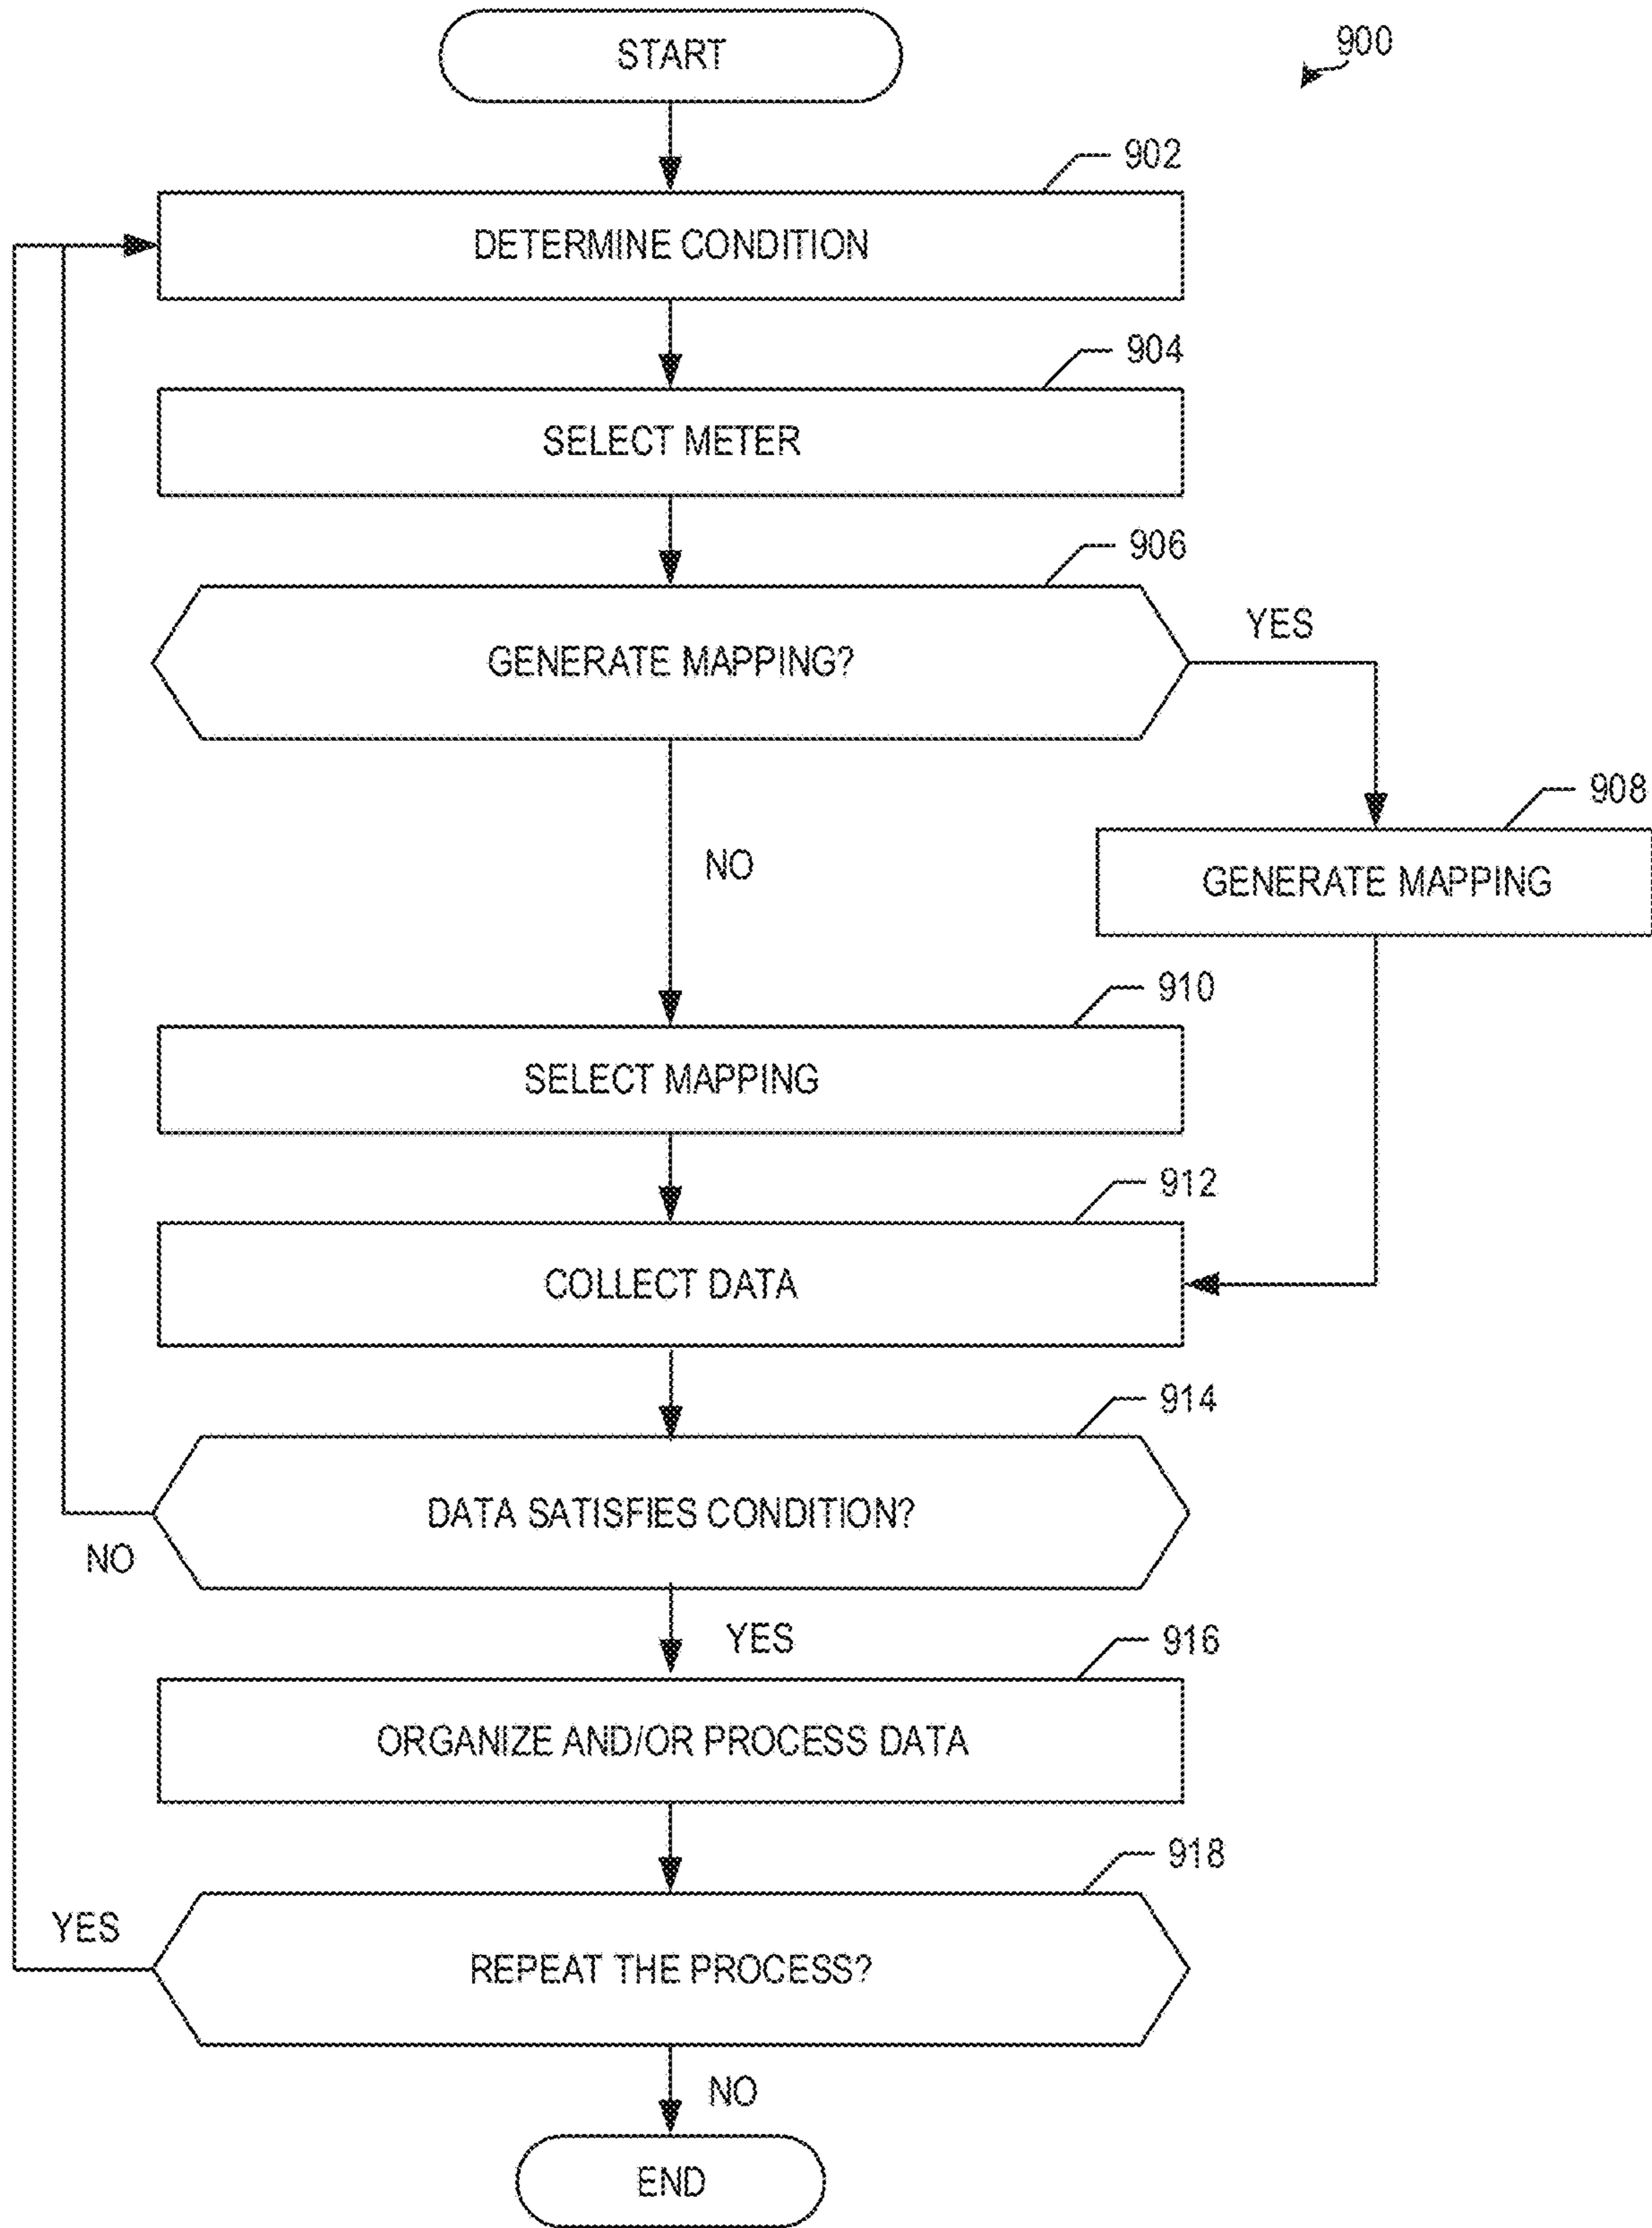 START
900
902
DETERMINE CONDITION
904
SELECT METER
906
GENERATE MAPPING?
YES
908
GENERATE MAPPING
NO
910
SELECT MAPPING
912
COLLECT DATA
914
DATA SATISFIES CONDITION?
NO
YES
916
ORGANIZE AND/OR PROCESS DATA
918
YES
REPEAT THE PROCESS?
NO
END